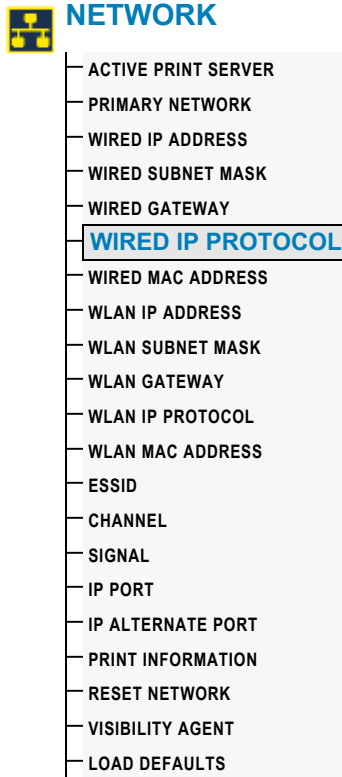 NETWORK
ACTIVE PRINT SERVER
PRIMARY NETWORK
WIRED IP ADDRESS
WIRED SUBNET MASK
WIRED GATEWAY
WIRED IP PROTOCOL
WIRED MAC ADDRESS
WLAN IP ADDRESS
WLAN SUBNET MASK
WLAN GATEWAY
WLAN IP PROTOCOL
WLAN MAC ADDRESS
ESSID
CHANNEL
SIGNAL
IP PORT
IP ALTERNATE PORT
PRINT INFORMATION
RESET NETWORK
VISIBILITY AGENT
LOAD DEFAULTS